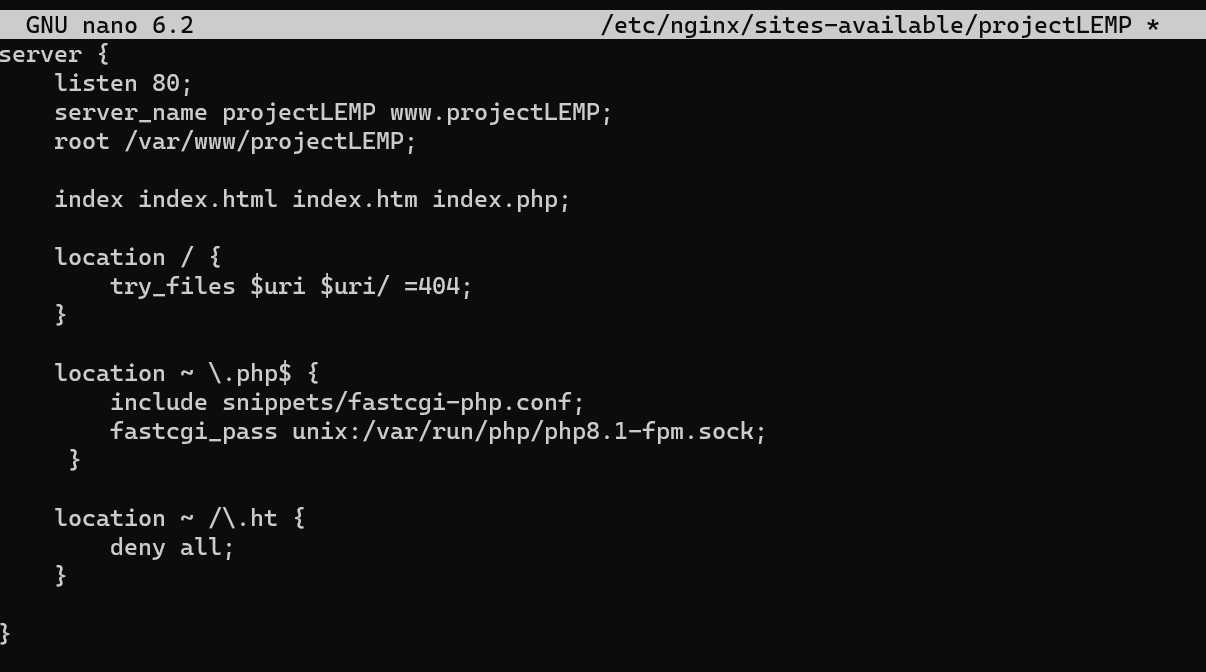 GNU nano 6.2 /etc/nginx/sites-available/projectLEMP *
server {
    listen 80;
    server_name projectLEMP www.projectLEMP;
    root /var/www/projectLEMP;

    index index.html index.htm index.php;

    location / {
        try_files $uri $uri/ =404;
    }

    location ~ \.php$ {
        include snippets/fastcgi-php.conf;
        fastcgi_pass unix:/var/run/php/php8.1-fpm.sock;
     }

    location ~ /\.ht {
        deny all;
    }

}